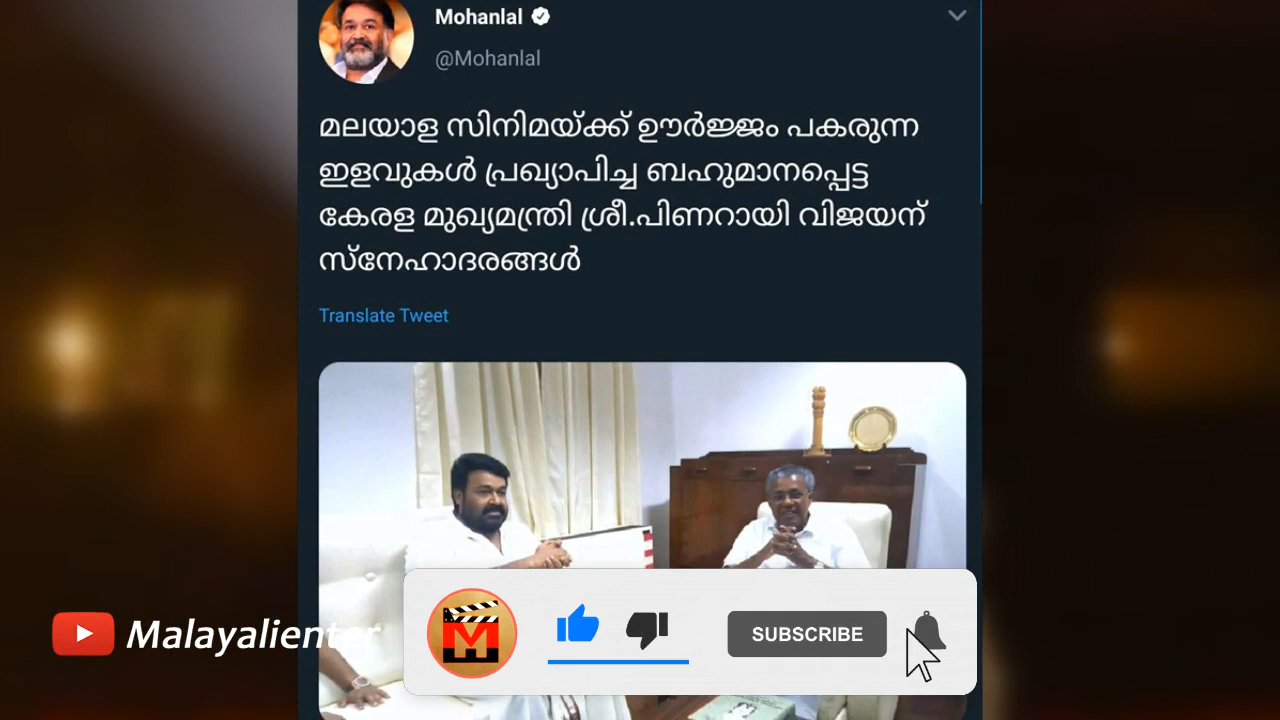 Mohanlal
@Mohanlal
മലയാള സിനിമയ്ക്ക് ഊർജ്ജം പകരുന്ന
ഇളവുകൾ പ്രഖ്യാപിച്ച ബഹുമാനപ്പെട്ട
കേരള മുഖ്യമന്ത്രി ശ്രീ.പിണറായി വിജയന്
സ്നേഹാദരങ്ങൾ
Translate Tweet
Malayalienter
M
SUBSCRIBE